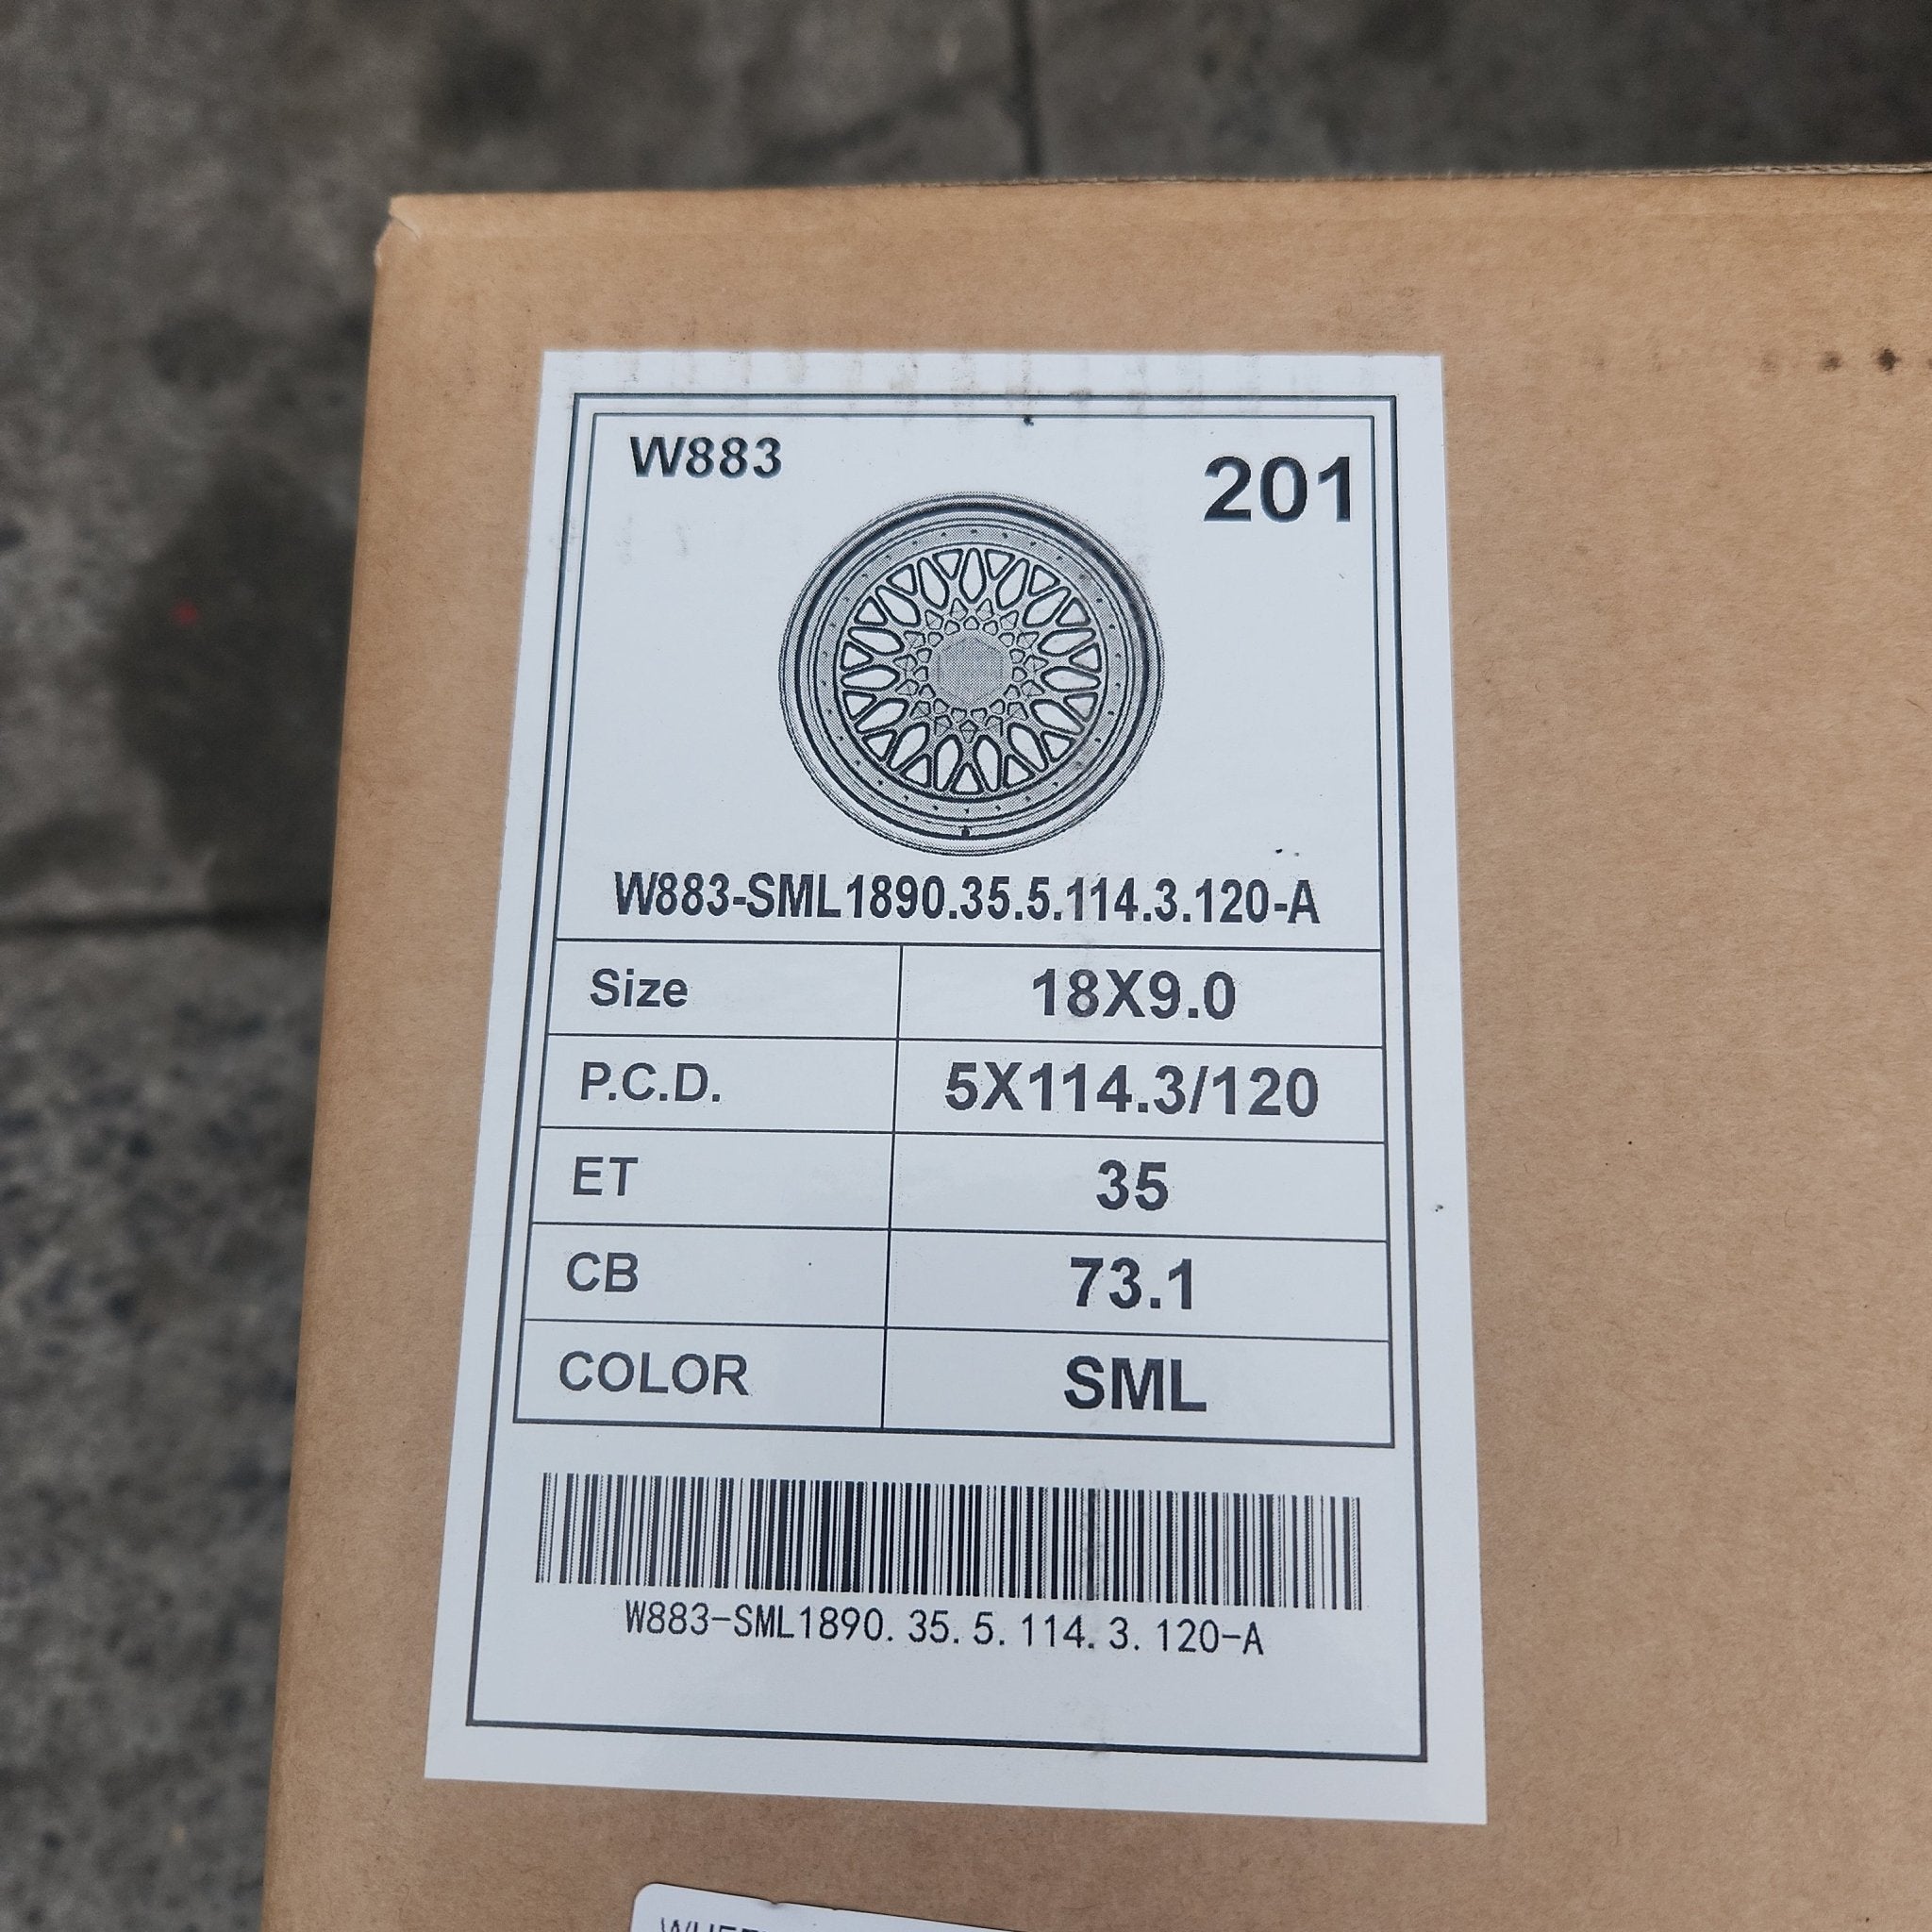 W883
201
W883-SML1890.35.5.114.3.120-A
Size 18X9.0
P.C.D. 5X114.3/120
ET 35
CB 73.1
COLOR SML
W883-SML1890.35.5.114.3.120-A